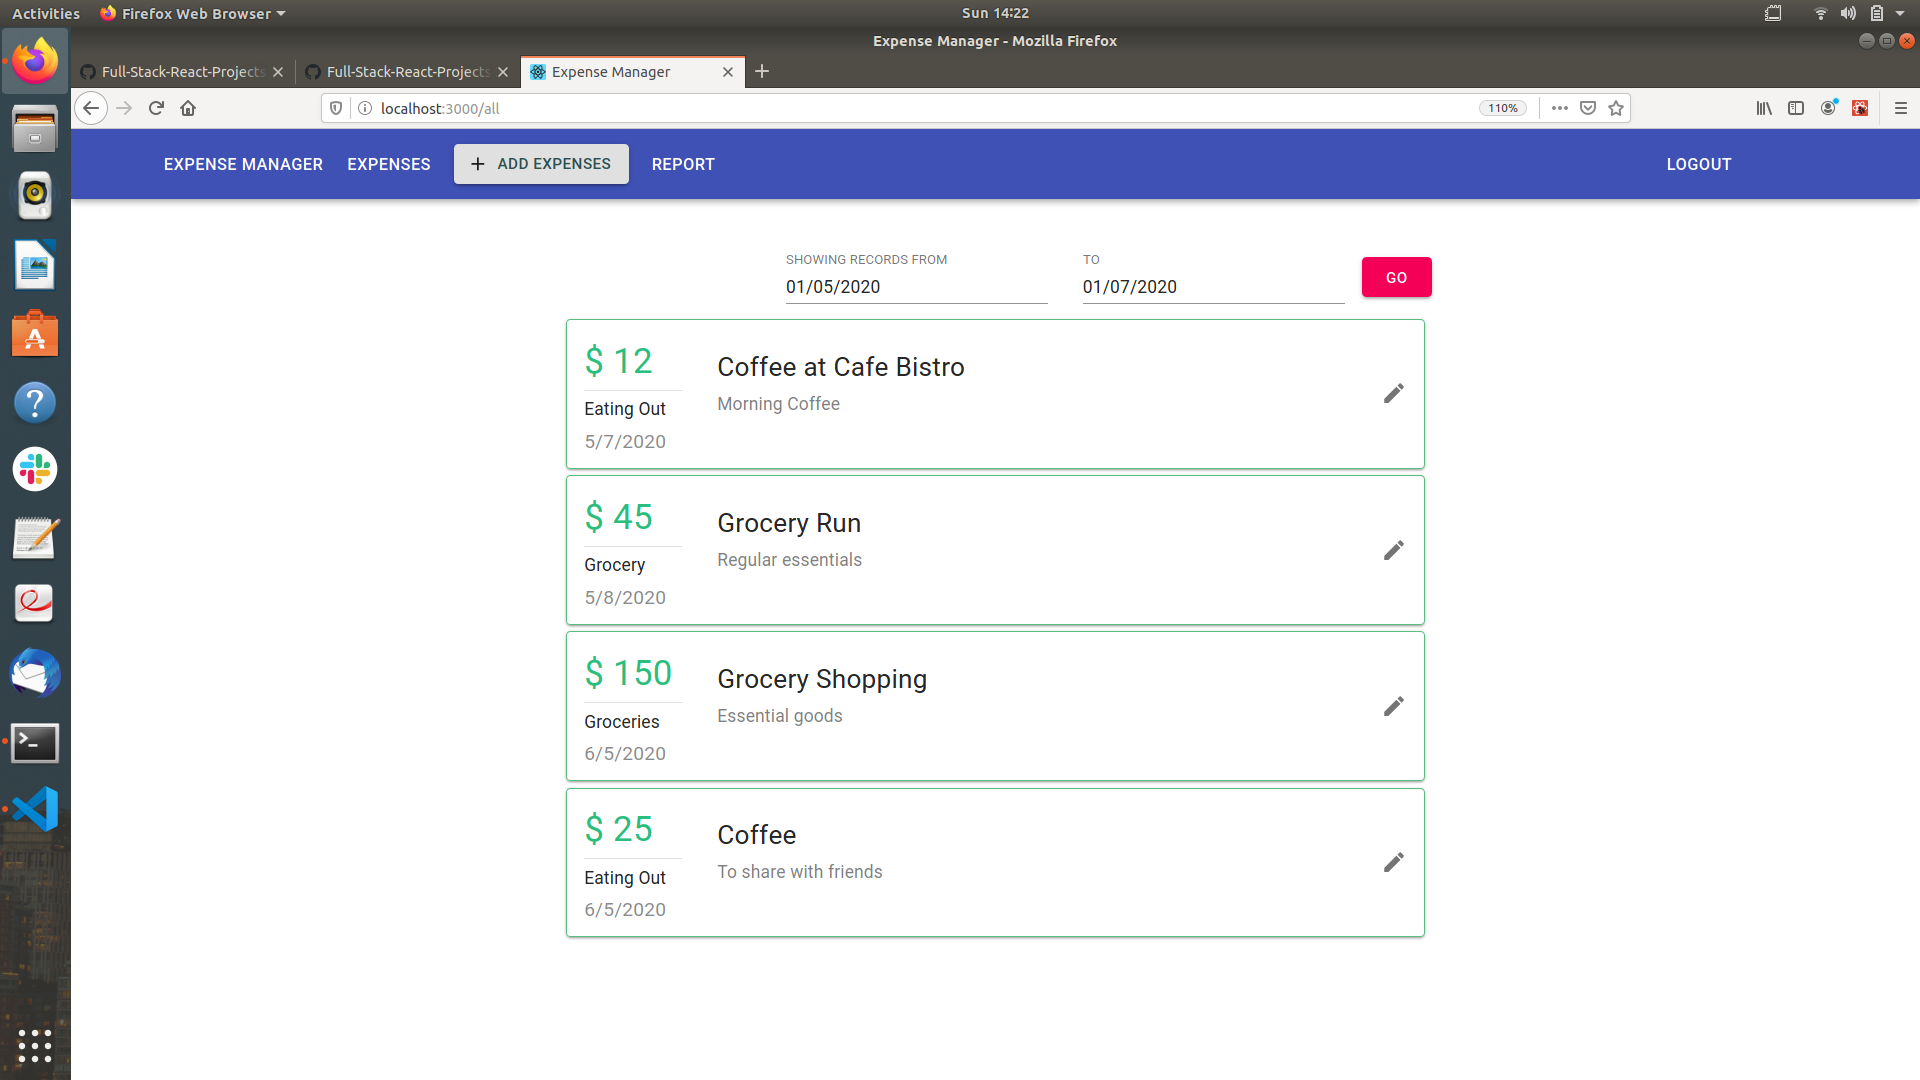 Activities
Firefox Web Browser
Sun 14:22
Expense Manager - Mozilla Firefox
Full-Stack-React-Projects
Full-Stack-React-Projects
Expense Manager
localhost:3000/all
110%
EXPENSE MANAGER
EXPENSES
ADD EXPENSES
REPORT
LOGOUT
SHOWING RECORDS FROM
01/05/2020
TO
01/07/2020
GO
$ 12
Eating Out
5/7/2020
Coffee at Cafe Bistro
Morning Coffee
$ 45
Grocery
5/8/2020
Grocery Run
Regular essentials
$ 150
Groceries
6/5/2020
Grocery Shopping
Essential goods
$ 25
Eating Out
6/5/2020
Coffee
To share with friends